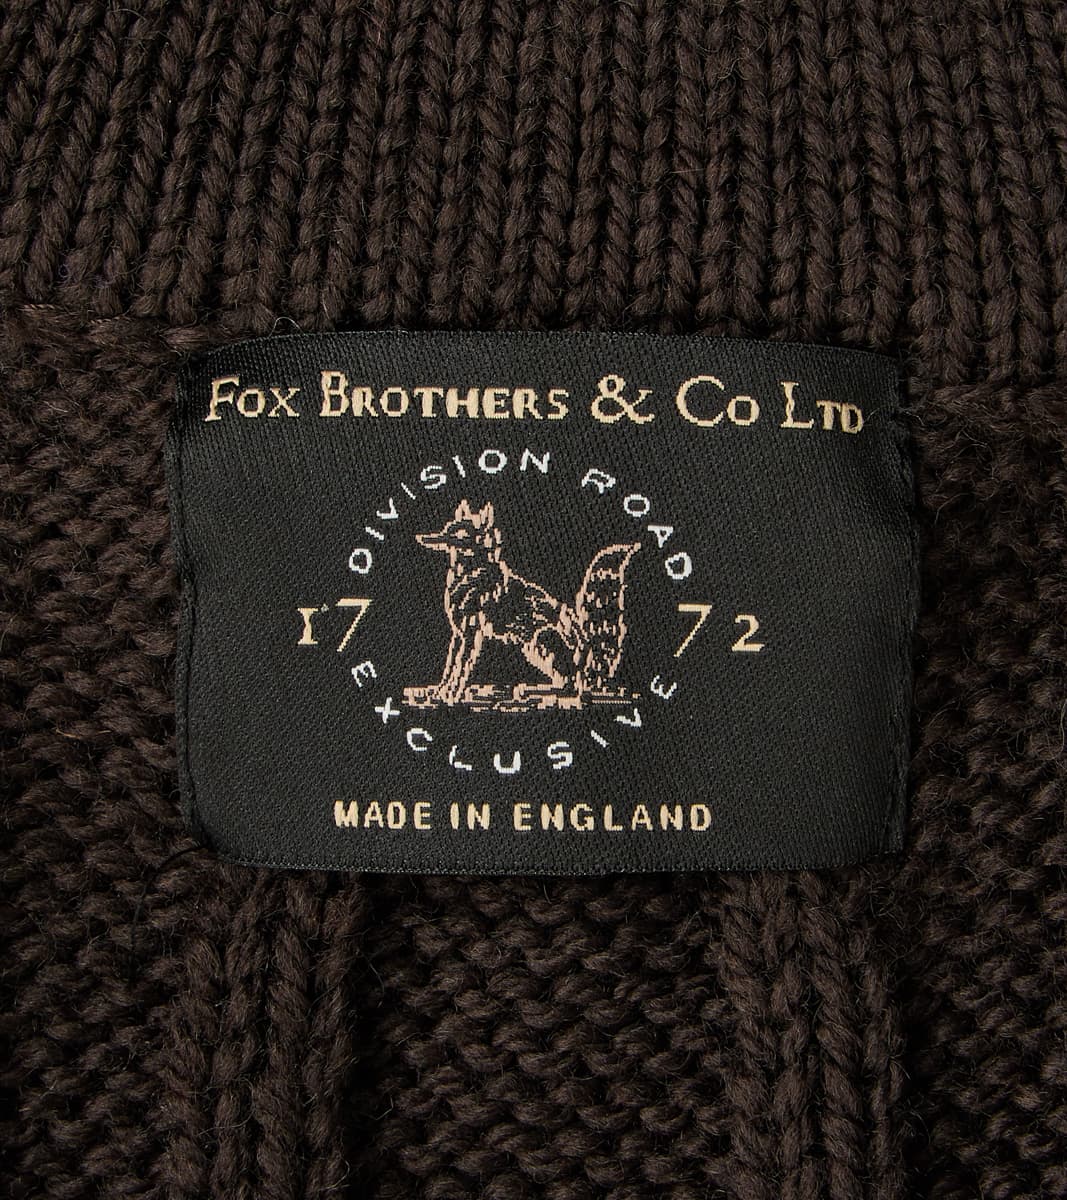 FOX BROTHERS & CO LTD
DIVISION ROAD
17 72
EXCLUSIVE
MADE IN ENGLAND